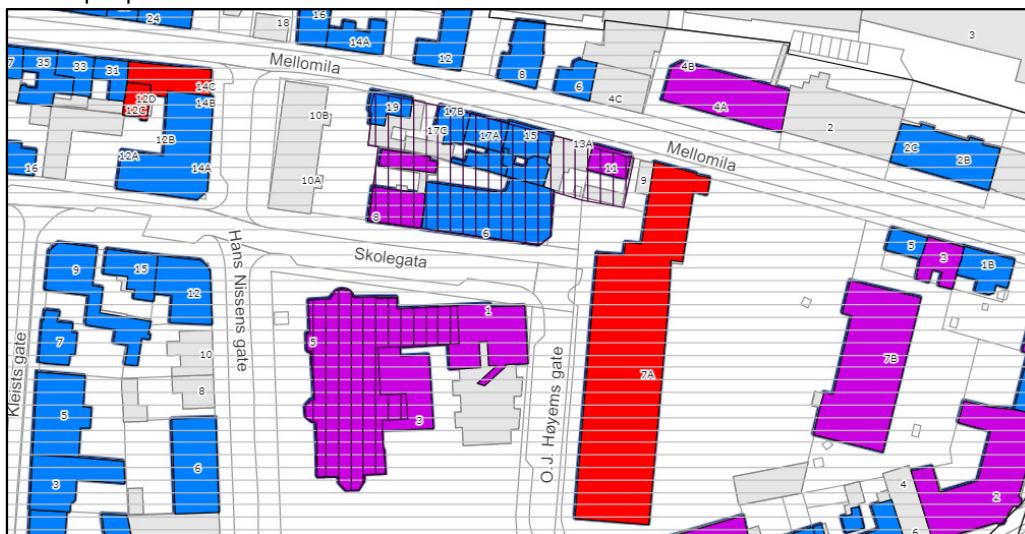 22
24
16
18
14A
12
8
6
4C
4B
4A
2
3
2C
2B
Mellomila
Mellomila
7
35
33
31
12D
12C
14C
14B
12B
12A
14A
16
10B
10A
19
17B
17C
17A
15
13A
11
9
8
6
Skolegata
Hans Nissens gate
Kleists gate
O.J. Høyems gate
9
15
12
7
10
8
5
6
3
5
1
3
7A
5
3
1B
7B
4
2
6